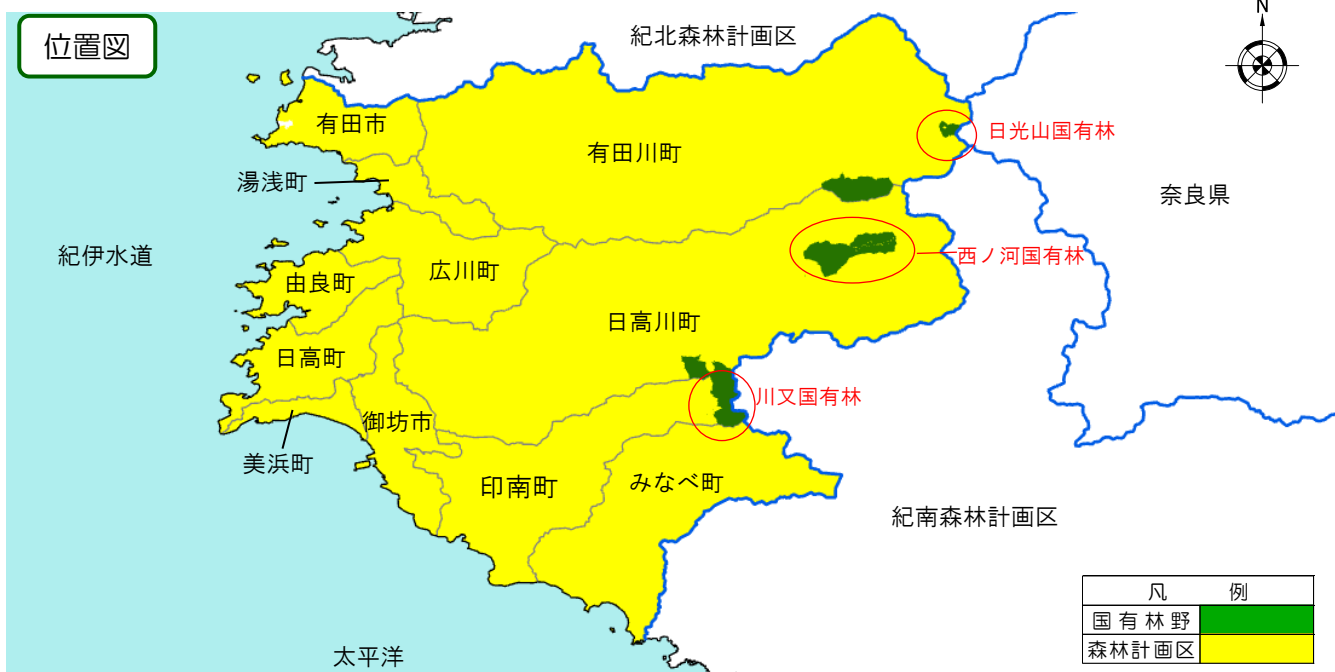 位置図
N
紀北森林計画区
有田市
有田川町
日光山国有林
湯浅町
奈良県
紀伊水道
広川町
西ノ河国有林
由良町
日高川町
日高町
川又国有林
御坊市
美浜町
印南町
みなべ町
紀南森林計画区
太平洋
凡 例
国有林野
森林計画区